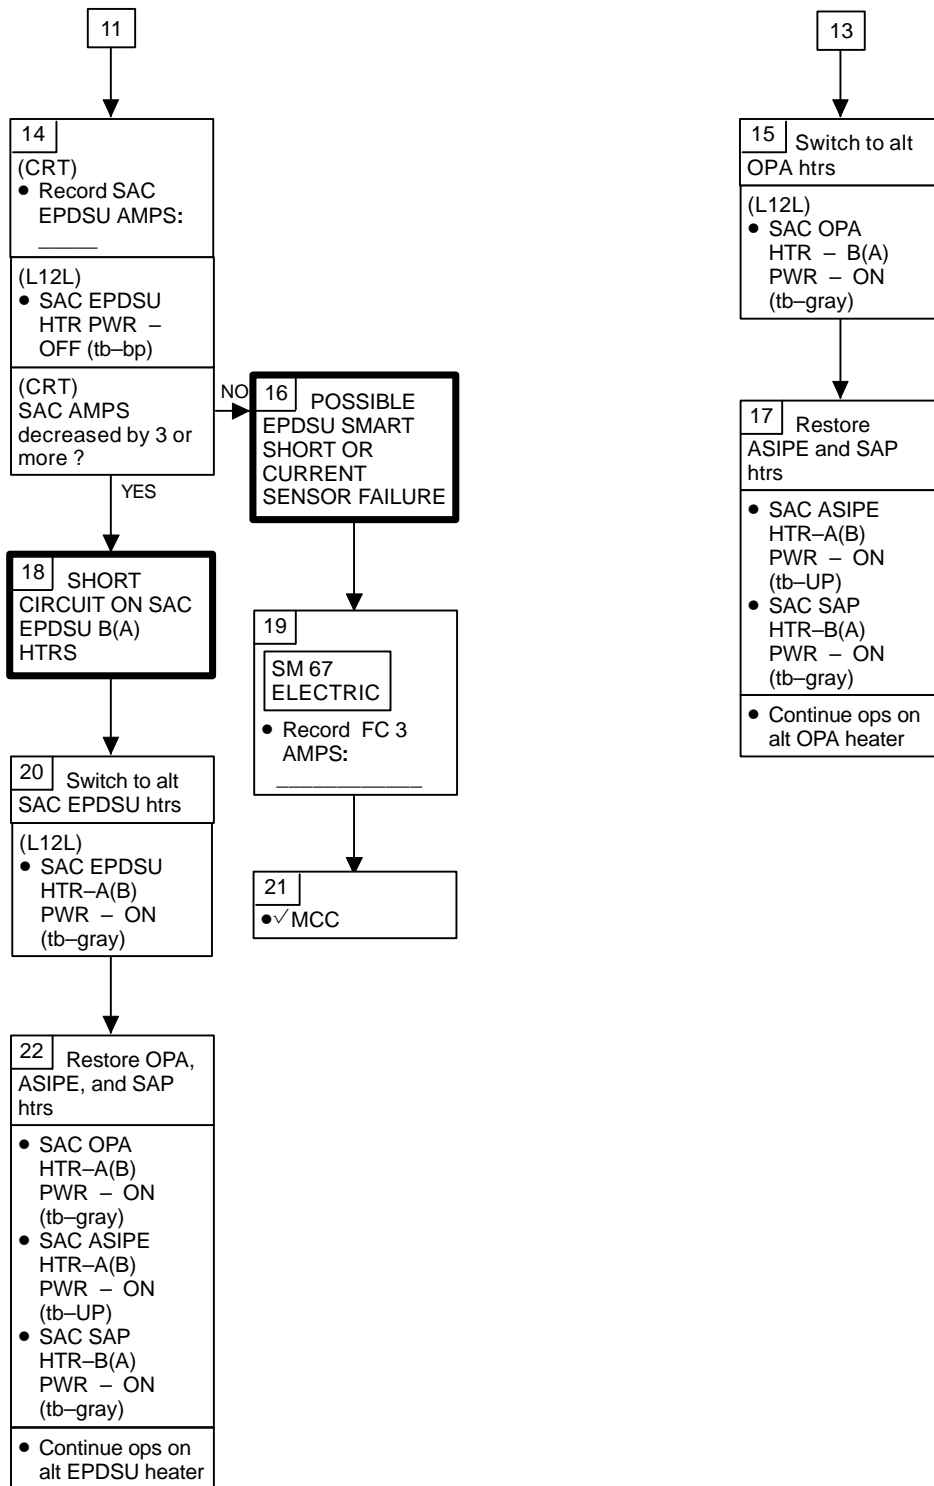 11
14
(CRT)
● Record SAC
EPDSU AMPS:
_____
(L12L)
● SAC EPDSU
HTR PWR –
OFF (tb–bp)
(CRT)
SAC AMPS
decreased by 3 or
more ?
NO
YES
16 POSSIBLE
EPDSU SMART
SHORT OR
CURRENT
SENSOR FAILURE
18 SHORT
CIRCUIT ON SAC
EPDSU B(A)
HTRS
19
SM 67
ELECTRIC
● Record FC 3
AMPS:
____________
20 Switch to alt
SAC EPDSU htrs
(L12L)
● SAC EPDSU
HTR–A(B)
PWR – ON
(tb–gray)
21
●√MCC
22 Restore OPA,
ASIPE, and SAP
htrs
● SAC OPA
HTR–A(B)
PWR – ON
(tb–gray)
● SAC ASIPE
HTR–A(B)
PWR – ON
(tb–UP)
● SAC SAP
HTR–B(A)
PWR – ON
(tb–gray)
● Continue ops on
alt EPDSU heater
13
15 Switch to alt
OPA htrs
(L12L)
● SAC OPA
HTR – B(A)
PWR – ON
(tb–gray)
17 Restore
ASIPE and SAP
htrs
● SAC ASIPE
HTR–A(B)
PWR – ON
(tb–UP)
● SAC SAP
HTR–B(A)
PWR – ON
(tb–gray)
● Continue ops on
alt OPA heater